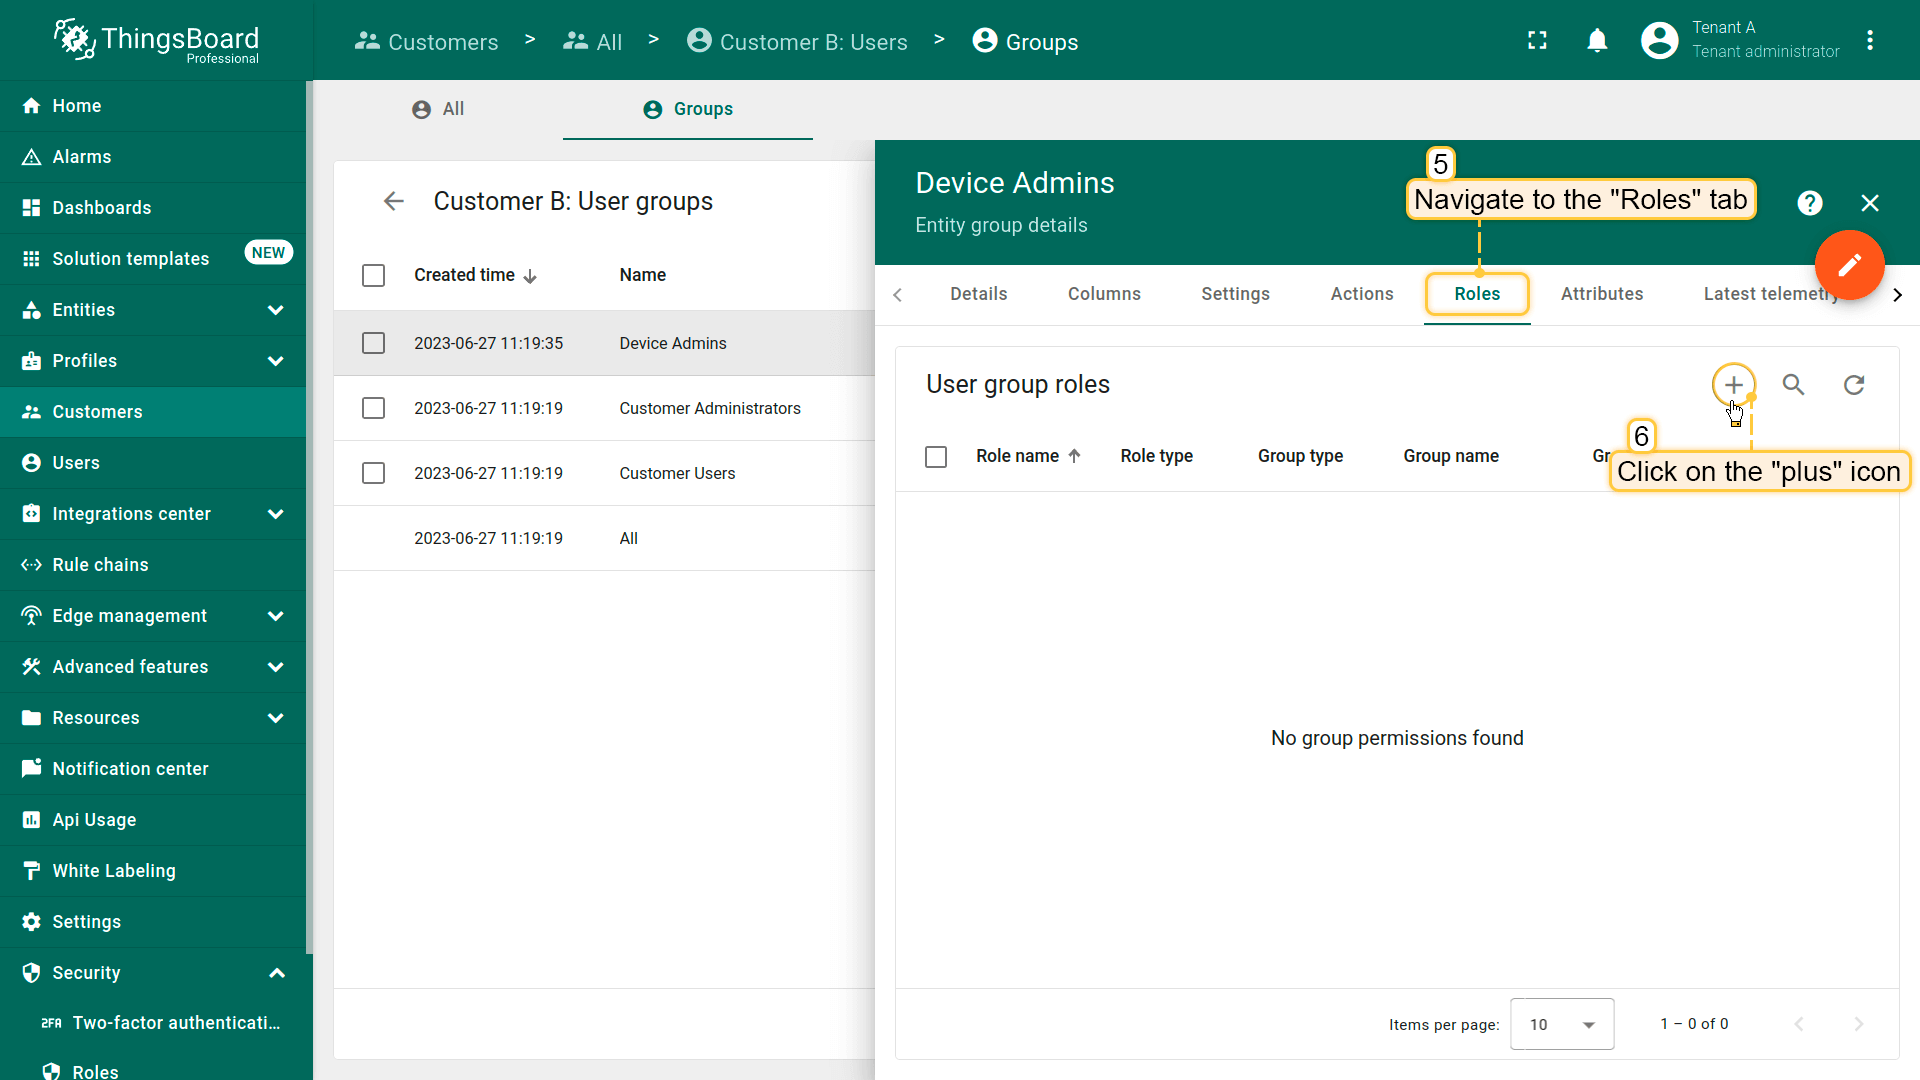 ThingsBoard
Professional
Customers > All > Customer B: Users > Groups
Tenant A
Tenant administrator
Home
Alarms
Dashboards
Solution templates NEW
Entities
Profiles
Customers
Users
Integrations center
Rule chains
Edge management
Advanced features
Resources
Notification center
Api Usage
White Labeling
Settings
Security
2FA Two-factor authenticati...
Roles
All Groups
Customer B: User groups
Created time Name
2023-06-27 11:19:35 Device Admins
2023-06-27 11:19:19 Customer Administrators
2023-06-27 11:19:19 Customer Users
2023-06-27 11:19:19 All
Device Admins
Entity group details
5
Navigate to the "Roles" tab
Details Columns Settings Actions Roles Attributes Latest telemetry
User group roles
6
Click on the "plus" icon
Role name Role type Group type Group name Gr
No group permissions found
Items per page: 10 1 – 0 of 0